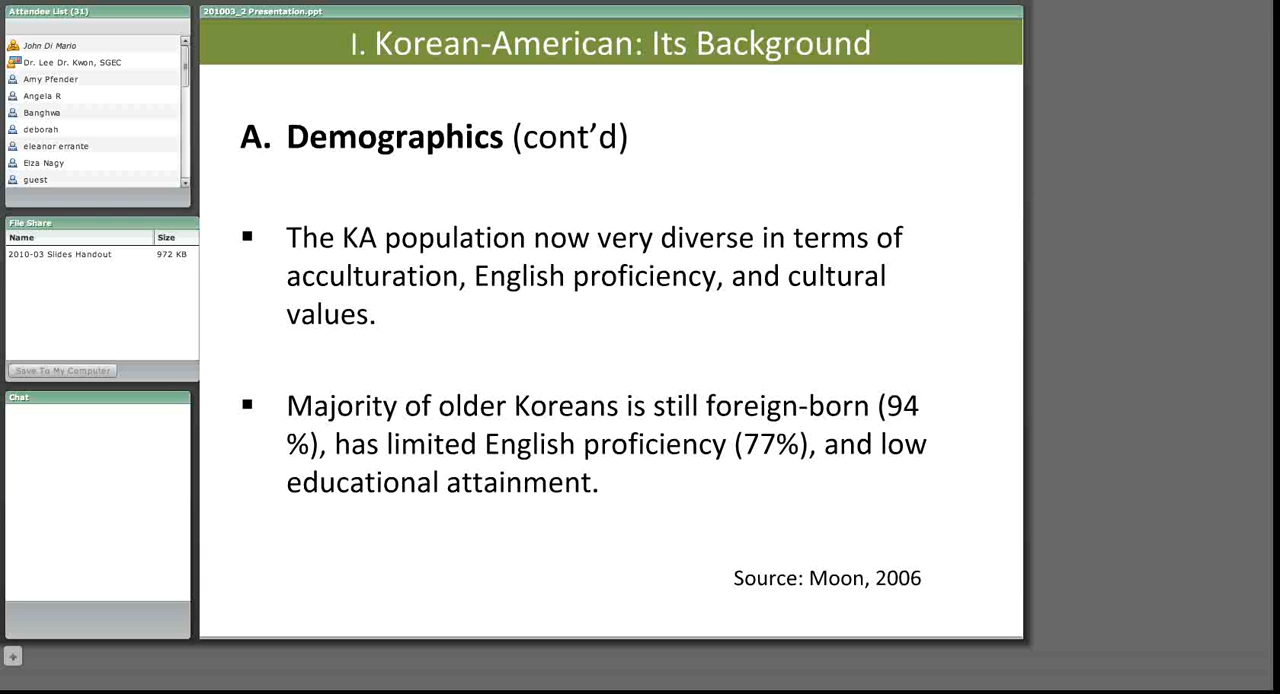 Attendee List (31)
John Di Mario
Dr. Lee Dr. Kwon, SGEC
Amy Pfender
Angela R
Banghwa
deborah
eleanor errante
Elza Nagy
guest
File Share
Name Size
2010-03 Slides Handout 972 KB
Save To My Computer
Chat
201003_2 Presentation.ppt
I. Korean-American: Its Background
A. Demographics (cont’d)
▪ The KA population now very diverse in terms of
acculturation, English proficiency, and cultural
values.
▪ Majority of older Koreans is still foreign-born (94
%), has limited English proficiency (77%), and low
educational attainment.
Source: Moon, 2006